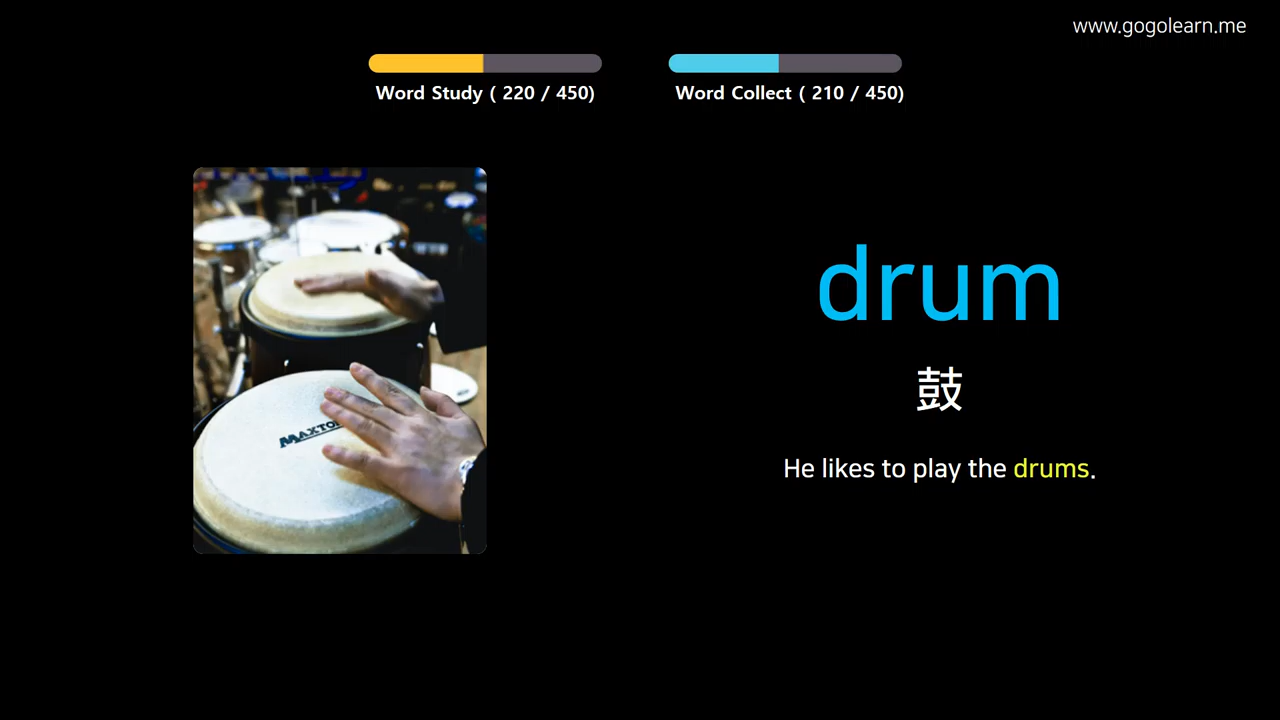 www.gogolearn.me
Word Study ( 220 / 450)
Word Collect ( 210 / 450)
drum
鼓
He likes to play the drums.